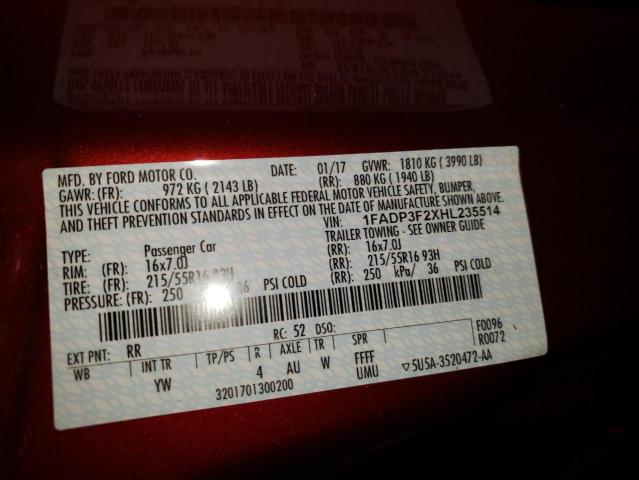 MFD. BY FORD MOTOR CO. DATE: 01/17 GVWR: 1810 KG ( 3990 LB)
GAWR: (FR): 972 KG ( 2143 LB) (RR): 880 KG ( 1940 LB)
THIS VEHICLE CONFORMS TO ALL APPLICABLE FEDERAL MOTOR VEHICLE SAFETY, BUMPER,
AND THEFT PREVENTION STANDARDS IN EFFECT ON THE DATE OF MANUFACTURE SHOWN ABOVE
VIN: 1FADP3F2XHL235514
TYPE: Passenger Car TRAILER TOWING - SEE OWNER GUIDE
RIM: (FR): 16x7.0J (RR): 16x7.0J
TIRE: (FR): 215/55R16 93H (RR): 215/55R16 93H
PRESSURE: (FR): 250 36 PSI COLD (RR): 250 kPa/ 36 PSI COLD
RC: 52 DSO: F0096
EXT PNT: RR R0072
WB INT TR TP/PS R AXLE TR SPR
YW 4 AU W FFFF
3201701300200 UMU ▽5U5A-3520472-AA